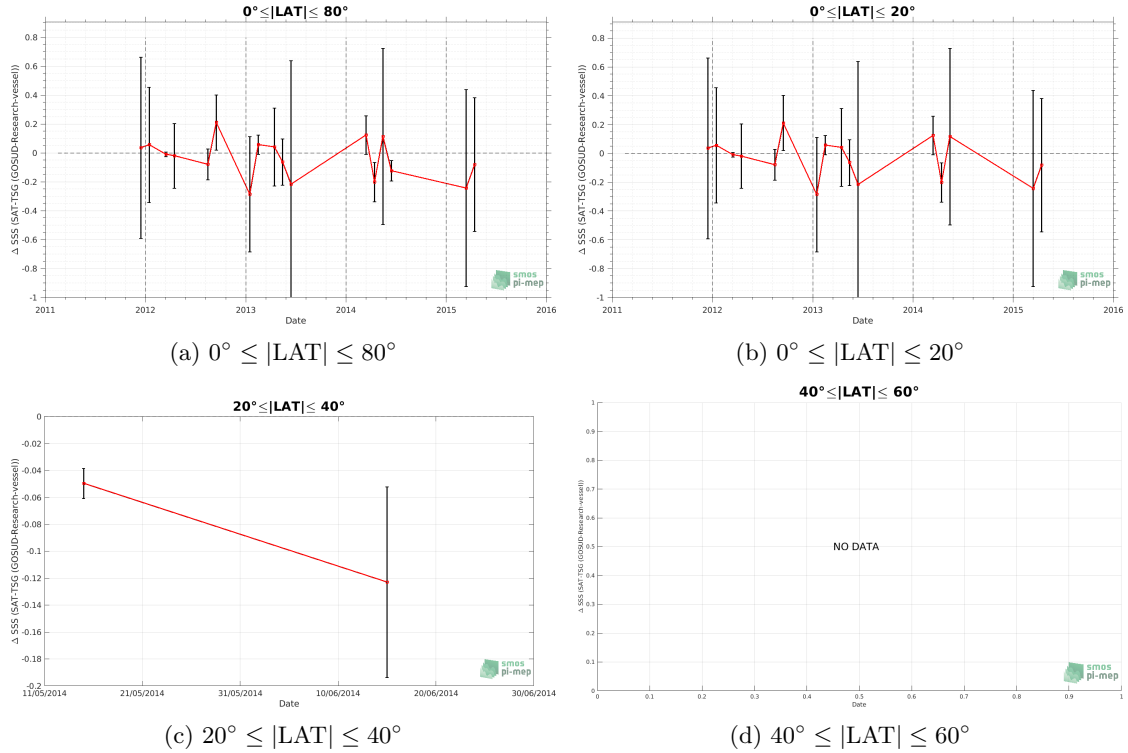 0°≤|LAT|≤ 80°
Δ SSS (SAT-TSG (GOSUD-Research-vessel))
0.8
0.6
0.4
0.2
0
-0.2
-0.4
-0.6
-0.8
-1
2011 2012 2013 2014 2015 2016
Date
smos
pi-mep
(a) 0° ≤ |LAT| ≤ 80°
0°≤|LAT|≤ 20°
Δ SSS (SAT-TSG (GOSUD-Research-vessel))
0.8
0.6
0.4
0.2
0
-0.2
-0.4
-0.6
-0.8
-1
2011 2012 2013 2014 2015 2016
Date
smos
pi-mep
(b) 0° ≤ |LAT| ≤ 20°
20°≤|LAT|≤ 40°
Δ SSS (SAT-TSG (GOSUD-Research-vessel))
0
-0.02
-0.04
-0.06
-0.08
-0.1
-0.12
-0.14
-0.16
-0.18
-0.2
11/05/2014 21/05/2014 31/05/2014 10/06/2014 20/06/2014 30/06/2014
Date
smos
pi-mep
(c) 20° ≤ |LAT| ≤ 40°
40°≤|LAT|≤ 60°
Δ SSS (SAT-TSG (GOSUD-Research-vessel))
1
0.9
0.8
0.7
0.6
0.5
0.4
0.3
0.2
0.1
0
NO DATA
0 0.1 0.2 0.3 0.4 0.5 0.6 0.7 0.8 0.9 1
Date
smos
pi-mep
(d) 40° ≤ |LAT| ≤ 60°